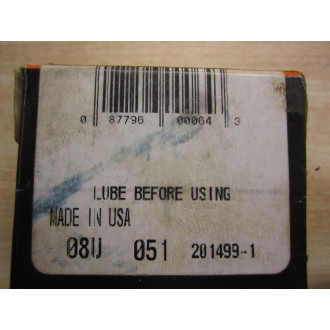 0 87796 00064 3
LUBE BEFORE USING
MADE IN USA
08U 051 201499-1